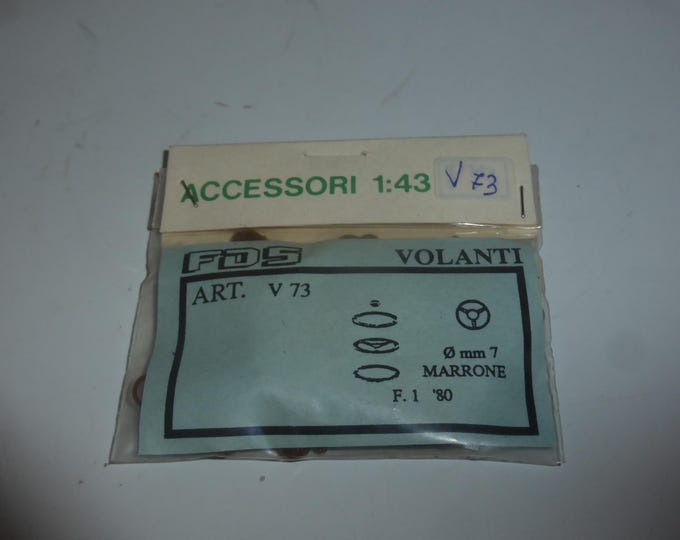 ACCESSORI 1:43 V 73
FDS VOLANTI
ART. V 73
Ø mm 7
MARRONE
F. 1 '80